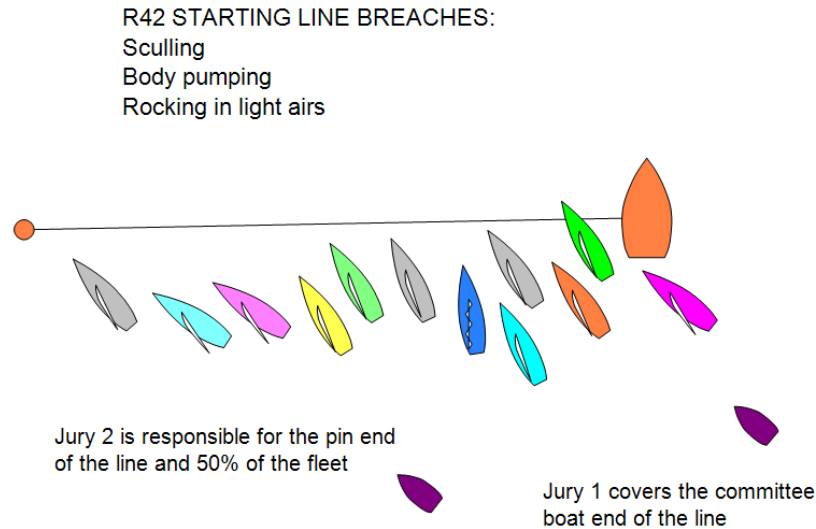 R42 STARTING LINE BREACHES:
Sculling
Body pumping
Rocking in light airs
Jury 2 is responsible for the pin end
of the line and 50% of the fleet
Jury 1 covers the committee
boat end of the line